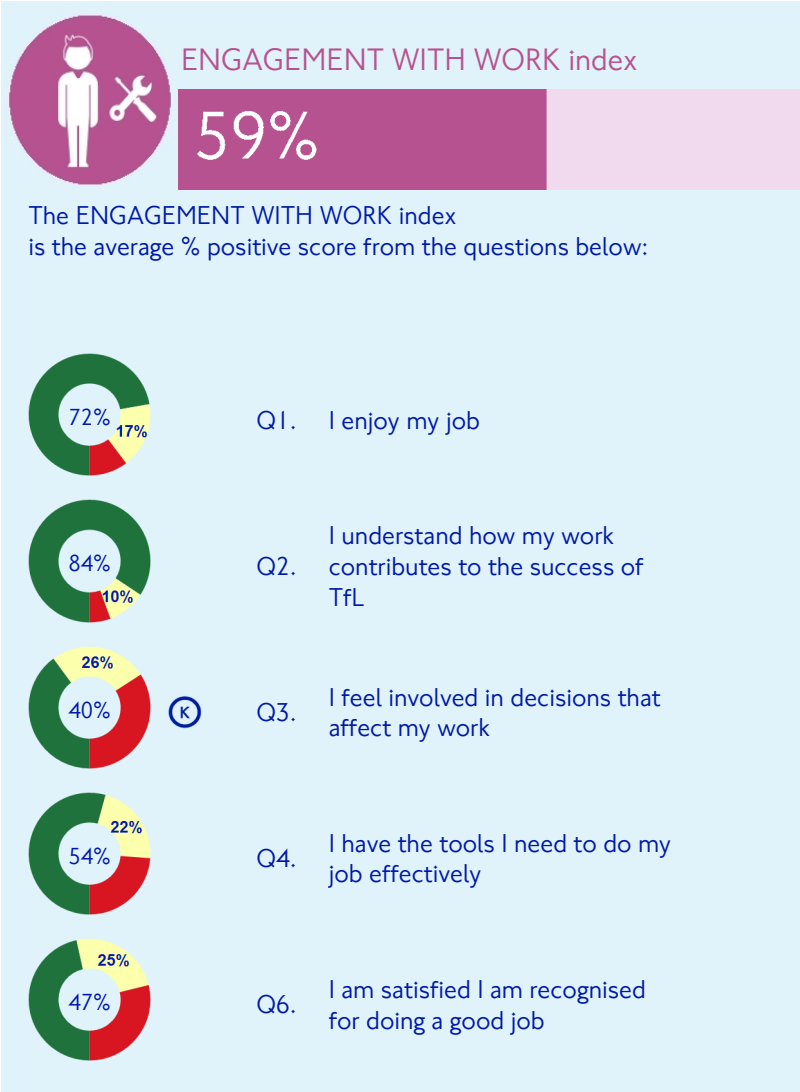 ENGAGEMENT WITH WORK index
59%
The ENGAGEMENT WITH WORK index
is the average % positive score from the questions below:
72%
17%
Q1.
I enjoy my job
84%
10%
Q2.
I understand how my work
contributes to the success of
TfL
26%
40%
K
Q3.
I feel involved in decisions that
affect my work
22%
54%
Q4.
I have the tools I need to do my
job effectively
25%
47%
Q6.
I am satisfied I am recognised
for doing a good job